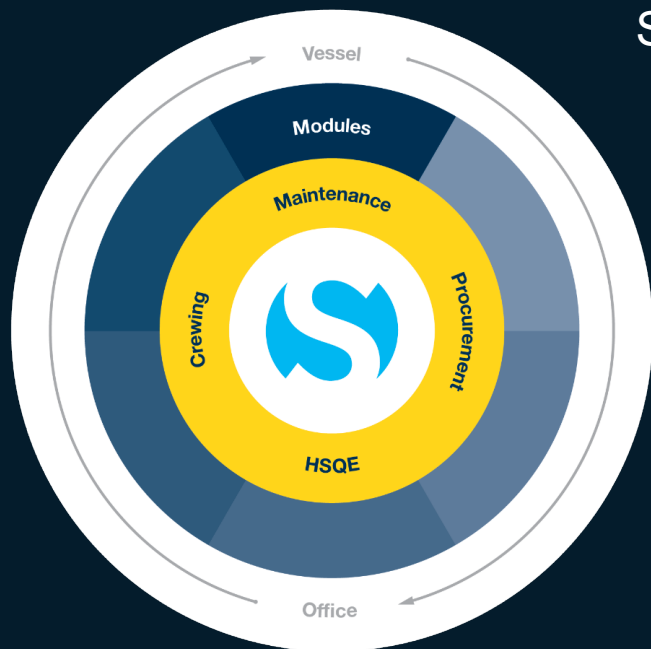 S
Vessel
Modules
Maintenance
Crewing
Procurement
HSQE
Office